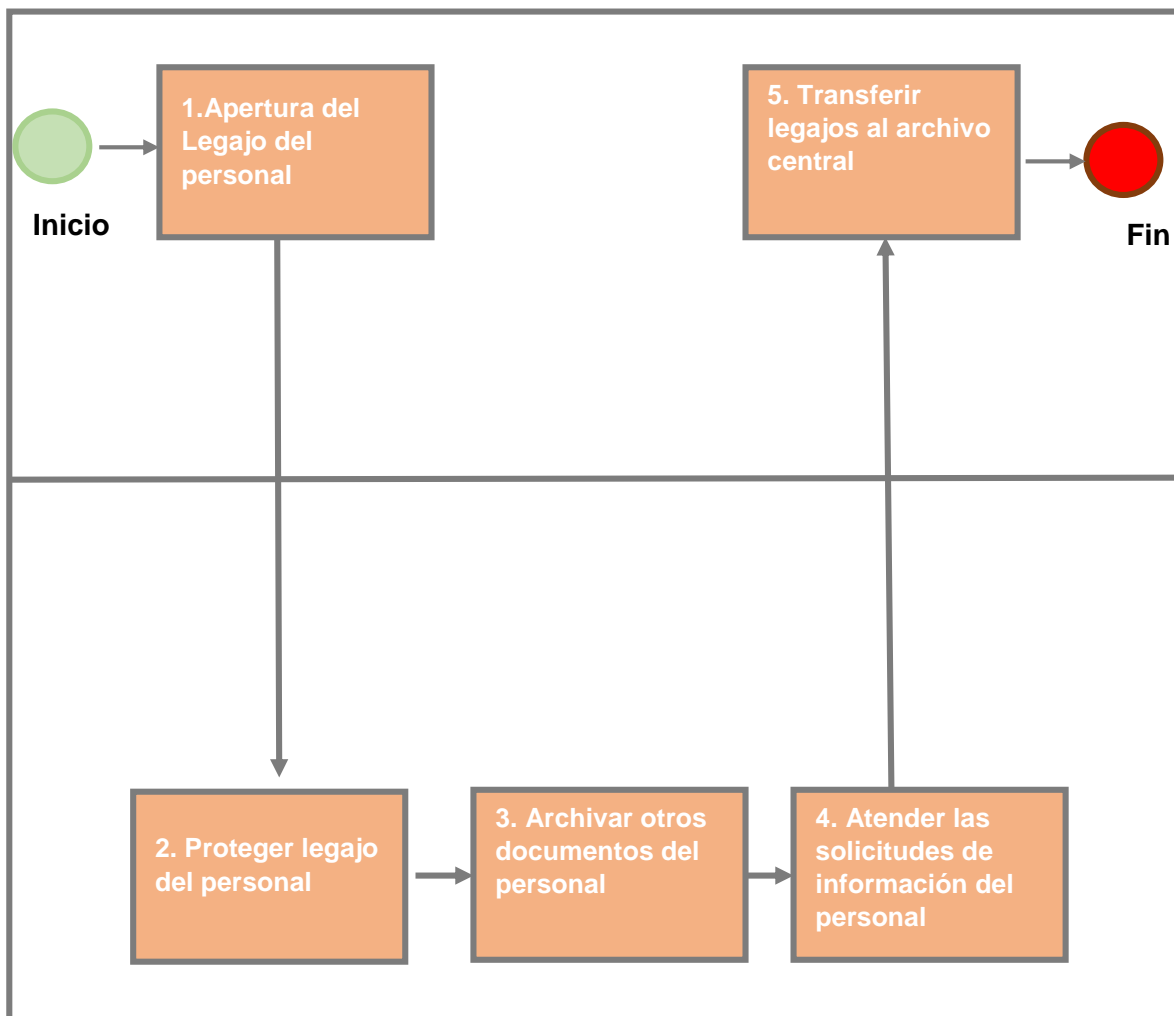 Inicio
1.Apertura del
Legajo del
personal
2. Proteger legajo
del personal
3. Archivar otros
documentos del
personal
4. Atender las
solicitudes de
información del
personal
5. Transferir
legajos al archivo
central
Fin